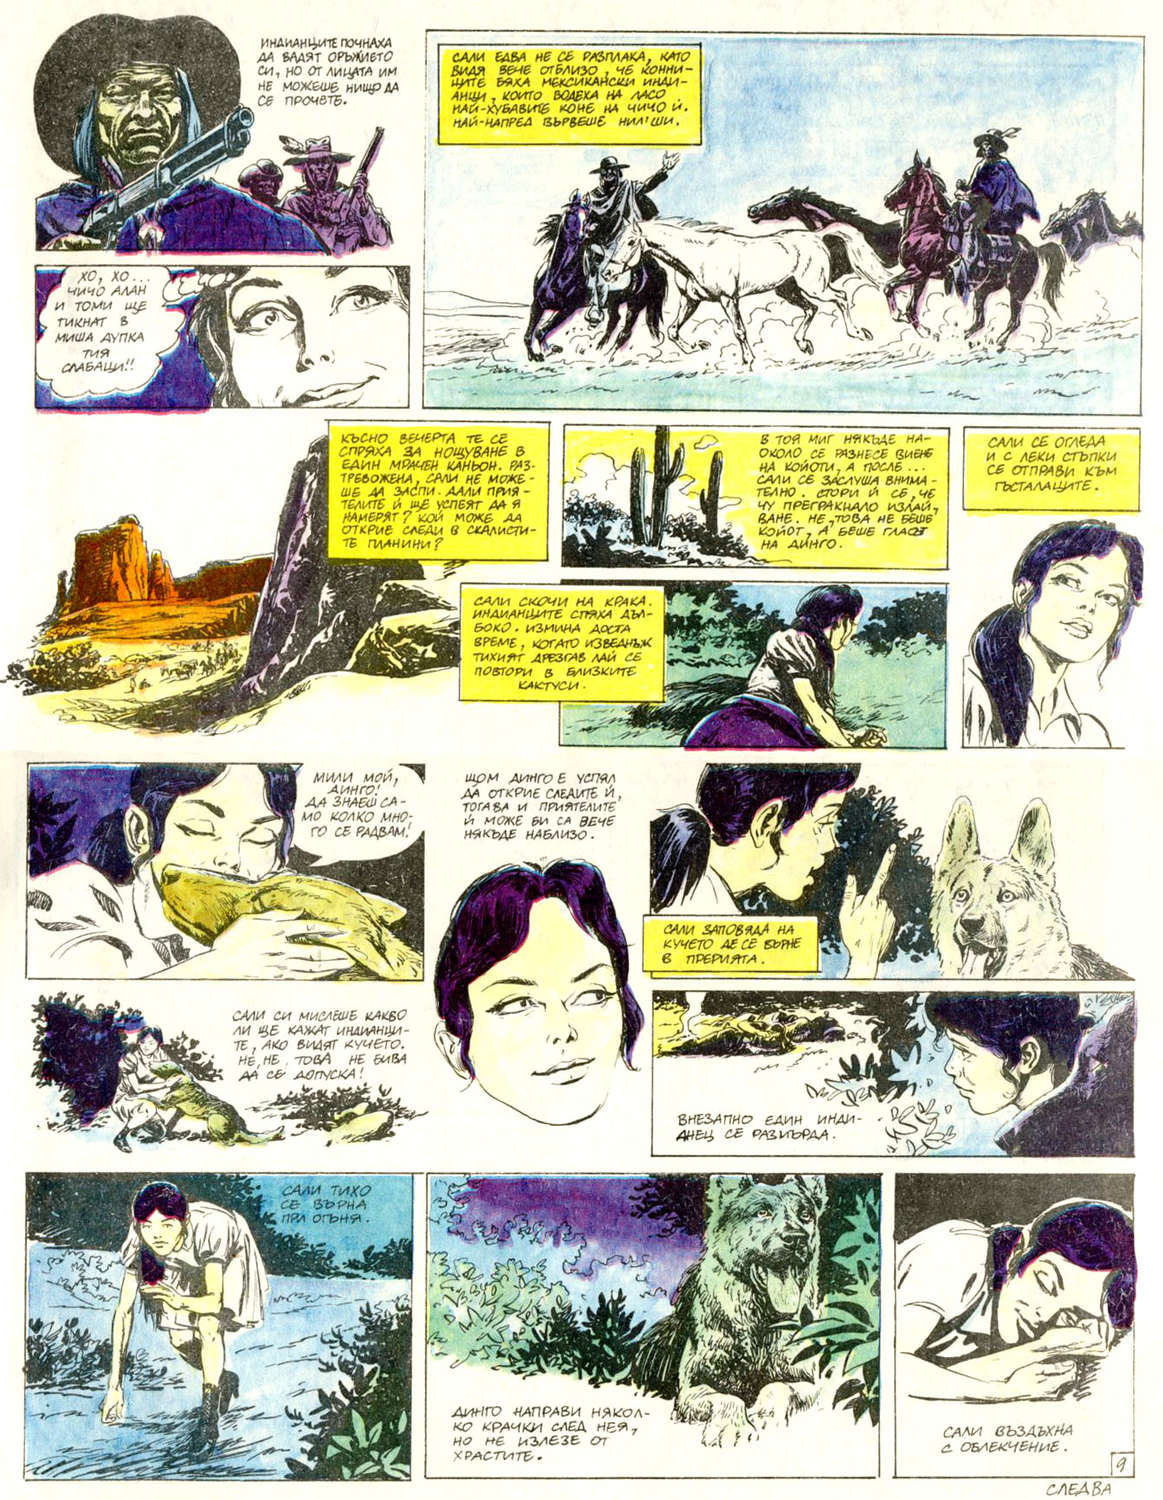 ИНДИАНЦИТЕ ПОЧНАХА
ДА ВАДЯТ ОРЪЖИЕТО
СИ, НО ОТ ЛИЦАТА ИМ
НЕ МОЖЕШЕ НИЩО ДА
СЕ ПРОЧЕТЕ.
ХО, ХО...
ЧИЧО АЛАН
И ТОМИ ЩЕ
ТИКНАТ В
МИША ДУПКА
ТИЯ
СЛАБАЦИ!!
САЛИ ЕДВА НЕ СЕ РАЗПЛАКА, КАТО
ВИДЯ ВЕЧЕ ОТБЛИЗО, ЧЕ КОННИ-
ЦИТЕ БЯХА МЕКСИКАНСКИ ИНДИ-
АНЦИ, КОИТО ВОДЕХА НА ЛАСО
НАЙ-ХУБАВИТЕ КОНЕ НА ЧИЧО Ѝ.
НАЙ-НАПРЕД ВЪРВЕШЕ НИЛ'ШИ.
КЪСНО ВЕЧЕРТА ТЕ СЕ
СПРЯХА ЗА НОЩУВАНЕ В
ЕДИН МРАЧЕН КАНЬОН. РАЗ-
ТРЕВОЖЕНА, САЛИ НЕ МОЖЕ-
ШЕ ДА ЗАСПИ. ДАЛИ ПРИЯ-
ТЕЛИТЕ Ѝ ЩЕ УСПЕЯТ ДА Я
НАМЕРЯТ? КОЙ МОЖЕ ДА
ОТКРИЕ СЛЕДИ В СКАЛИСТИ-
ТЕ ПЛАНИНИ?
В ТОЯ МИГ НЯКЪДЕ НА-
ОКОЛО СЕ РАЗНЕСЕ ВИЕНЕ
НА КОЙОТИ, А ПОСЛЕ...
САЛИ СЕ ЗАСЛУША ВНИМА-
ТЕЛНО. СТОРИ Ѝ СЕ, ЧЕ
ЧУ ПРЕГРАКНАЛО ИЗЛАЙ-
ВАНЕ. НЕ, ТОВА НЕ БЕШЕ
КОЙОТ, А БЕШЕ ГЛАСЪТ
НА ДИНГО.
САЛИ СКОЧИ НА КРАКА.
ИНДИАНЦИТЕ СПЯХА ДЪЛ-
БОКО. ИЗМИНА ДОСТА
ВРЕМЕ, КОГАТО ИЗВЕДНЪЖ
ТИХИЯТ ДРЕЗГАВ ЛАЙ СЕ
ПОВТОРИ В БЛИЗКИТЕ
КАКТУСИ.
САЛИ СЕ ОГЛЕДА
И С ЛЕКИ СТЪПКИ
СЕ ОТПРАВИ КЪМ
ГЪСТАЛАЦИТЕ.
МИЛИ МОЙ,
ДИНГО!
ДА ЗНАЕШ СА-
МО КОЛКО МНО-
ГО СЕ РАДВАМ!
САЛИ СИ МИСЛЕШЕ КАКВО
ЛИ ЩЕ КАЖАТ ИНДИАНЦИ-
ТЕ, АКО ВИДЯТ КУЧЕТО.
НЕ, НЕ. ТОВА НЕ БИВА
ДА СЕ ДОПУСКА!
ЩОМ ДИНГО Е УСПЯЛ
ДА ОТКРИЕ СЛЕДИТЕ Ѝ,
ТОГАВА И ПРИЯТЕЛИТЕ
Ѝ МОЖЕ БИ СА ВЕЧЕ
НЯКЪДЕ НАБЛИЗО.
САЛИ ЗАПОВЯДА НА
КУЧЕТО ДЕ СЕ ВЪРНЕ
В ПРЕРИЯТА.
ВНЕЗАПНО ЕДИН ИНДИ-
АНЕЦ СЕ РАЗМЪРДА.
САЛИ ТИХО
СЕ ВЪРНА
ПРИ ОГЪНЯ.
ДИНГО НАПРАВИ НЯКОЛ-
КО КРАЧКИ СЛЕД НЕЯ,
НО НЕ ИЗЛЕЗЕ ОТ
ХРАСТИТЕ.
САЛИ ВЪЗДЪХНА
С ОБЛЕКЧЕНИЕ.
9
СЛЕДВА